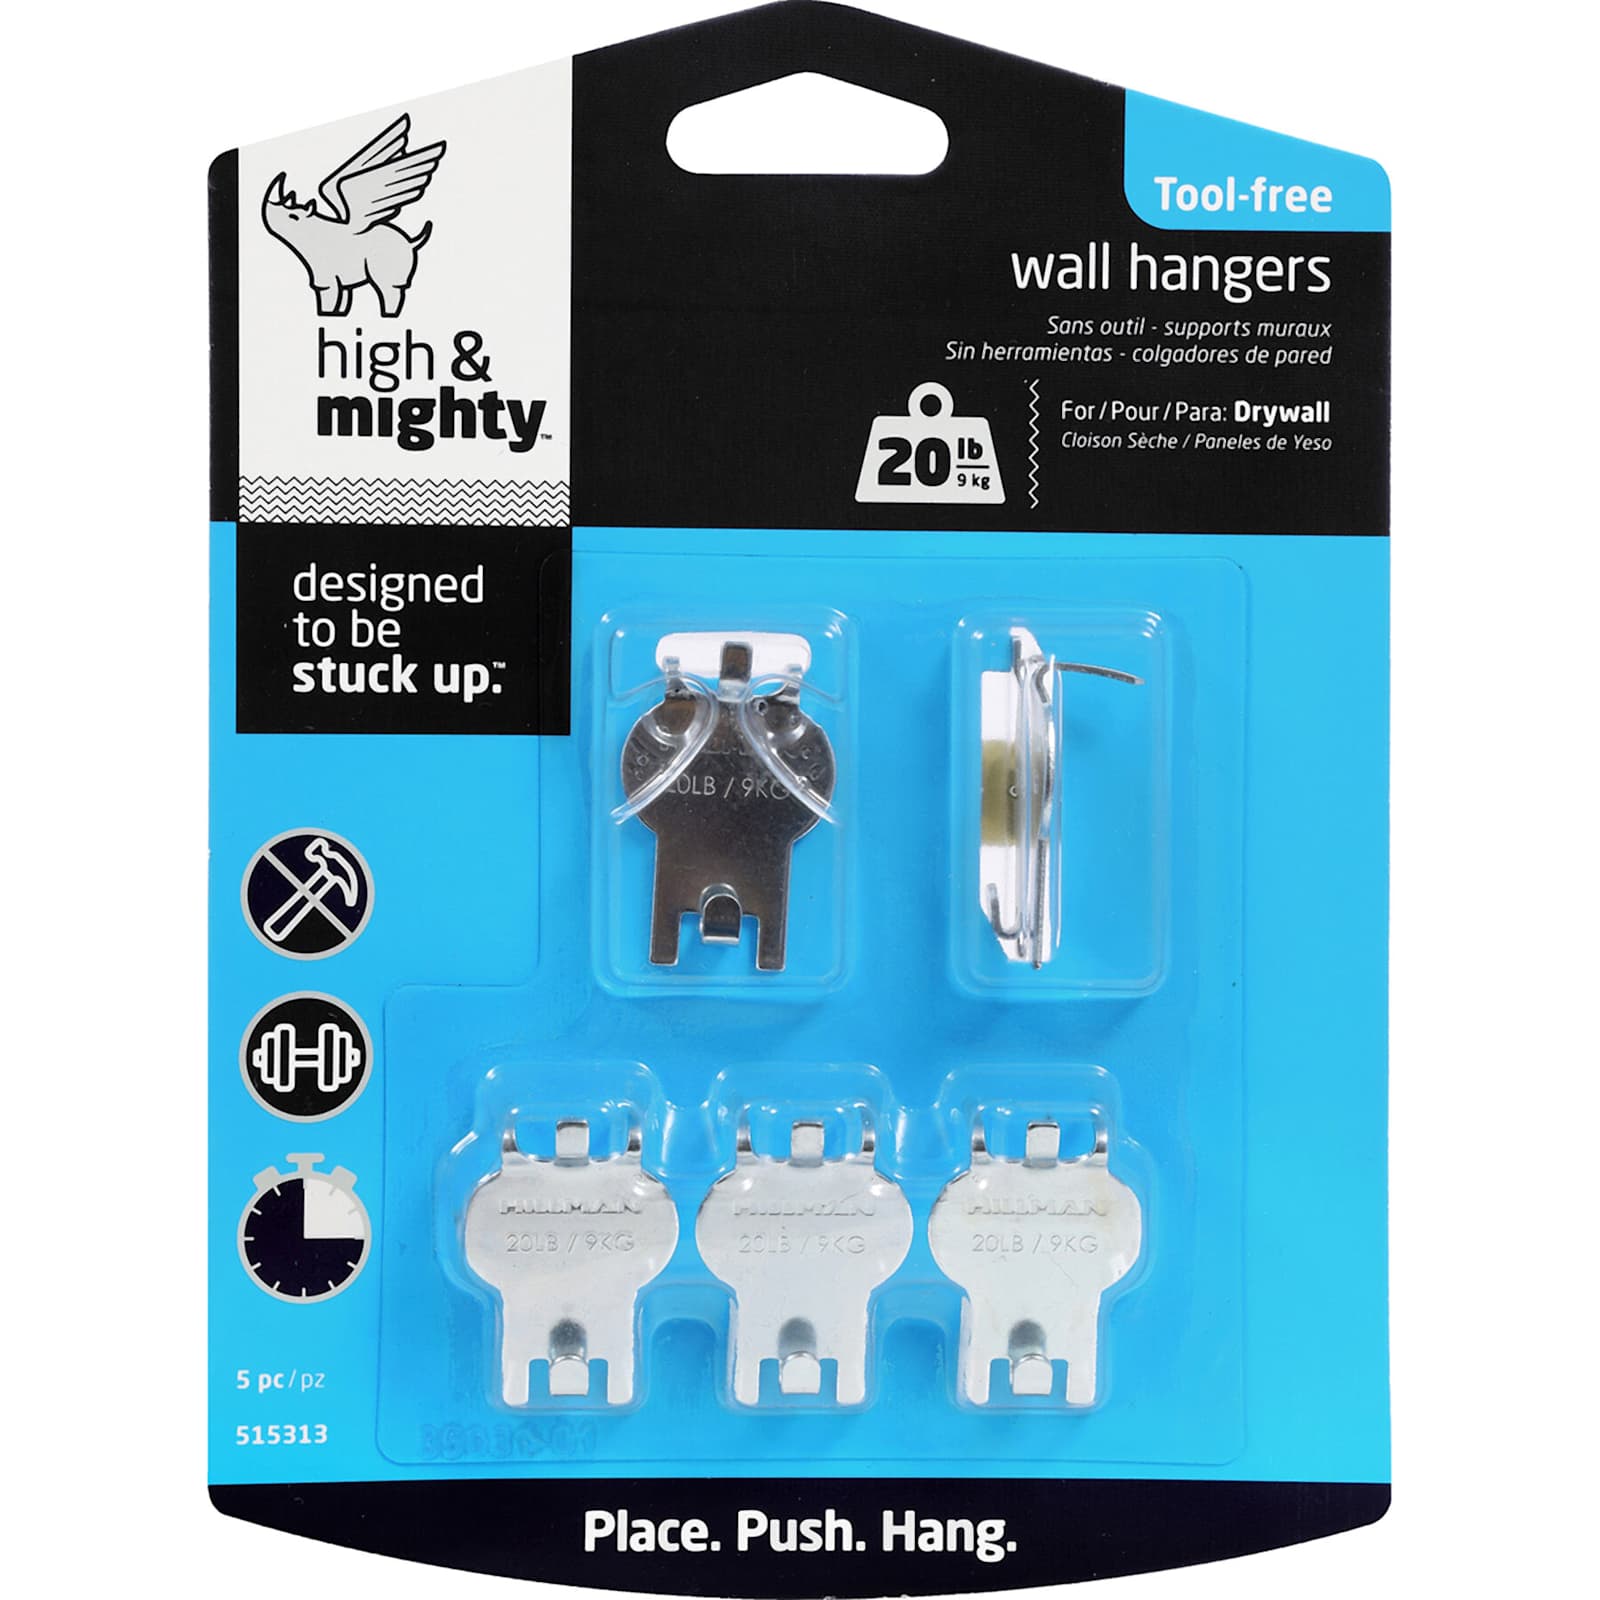 Tool-free
wall hangers
Sans outil - supports muraux
Sin herramientas - colgadores de pared
high &
mighty™
20 lb
9 kg
For / Pour / Para: Drywall
Cloison Sèche / Paneles de Yeso
designed
to be
stuck up.™
20LB / 9KG
HILLMAN
20LB / 9KG
HILLMAN
20LB / 9KG
HILLMAN
20LB / 9KG
5 pc / pz
515313
Place. Push. Hang.